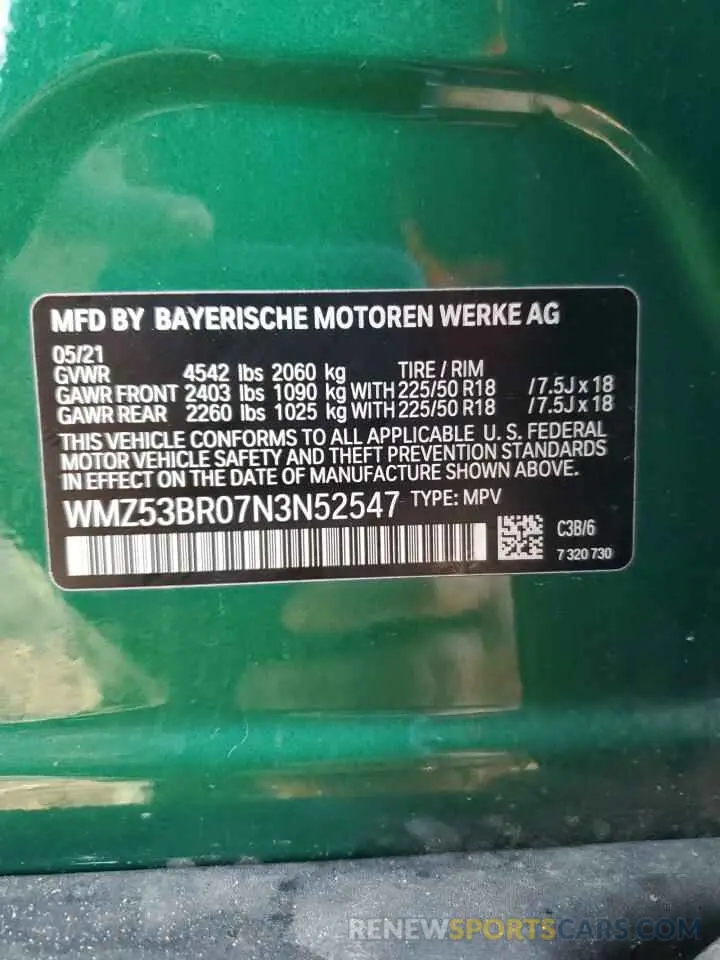 MFD BY BAYERISCHE MOTOREN WERKE AG
05/21
GVWR 4542 lbs 2060 kg TIRE / RIM
GAWR FRONT 2403 lbs 1090 kg WITH 225/50 R18 /7.5J x 18
GAWR REAR 2260 lbs 1025 kg WITH 225/50 R18 /7.5J x 18
THIS VEHICLE CONFORMS TO ALL APPLICABLE U. S. FEDERAL
MOTOR VEHICLE SAFETY AND THEFT PREVENTION STANDARDS
IN EFFECT ON THE DATE OF MANUFACTURE SHOWN ABOVE.
WMZ53BR07N3N52547 TYPE: MPV
C3B/6
7 320 730
RENEWSPORTSCARS.COM